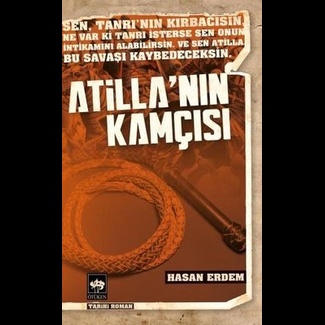 SEN, TANRI'NIN KIRBACISIN,
NE VAR Kİ TANRI İSTERSE SEN ONUN
İNTİKAMINI ALABİLİRSİN, VE SEN ATİLLA
BU SAVAŞI KAYBEDECEKSİN.
ATİLLA'NIN
KAMÇISI
HASAN ERDEM
ÖTÜKEN
TARİHİ ROMAN